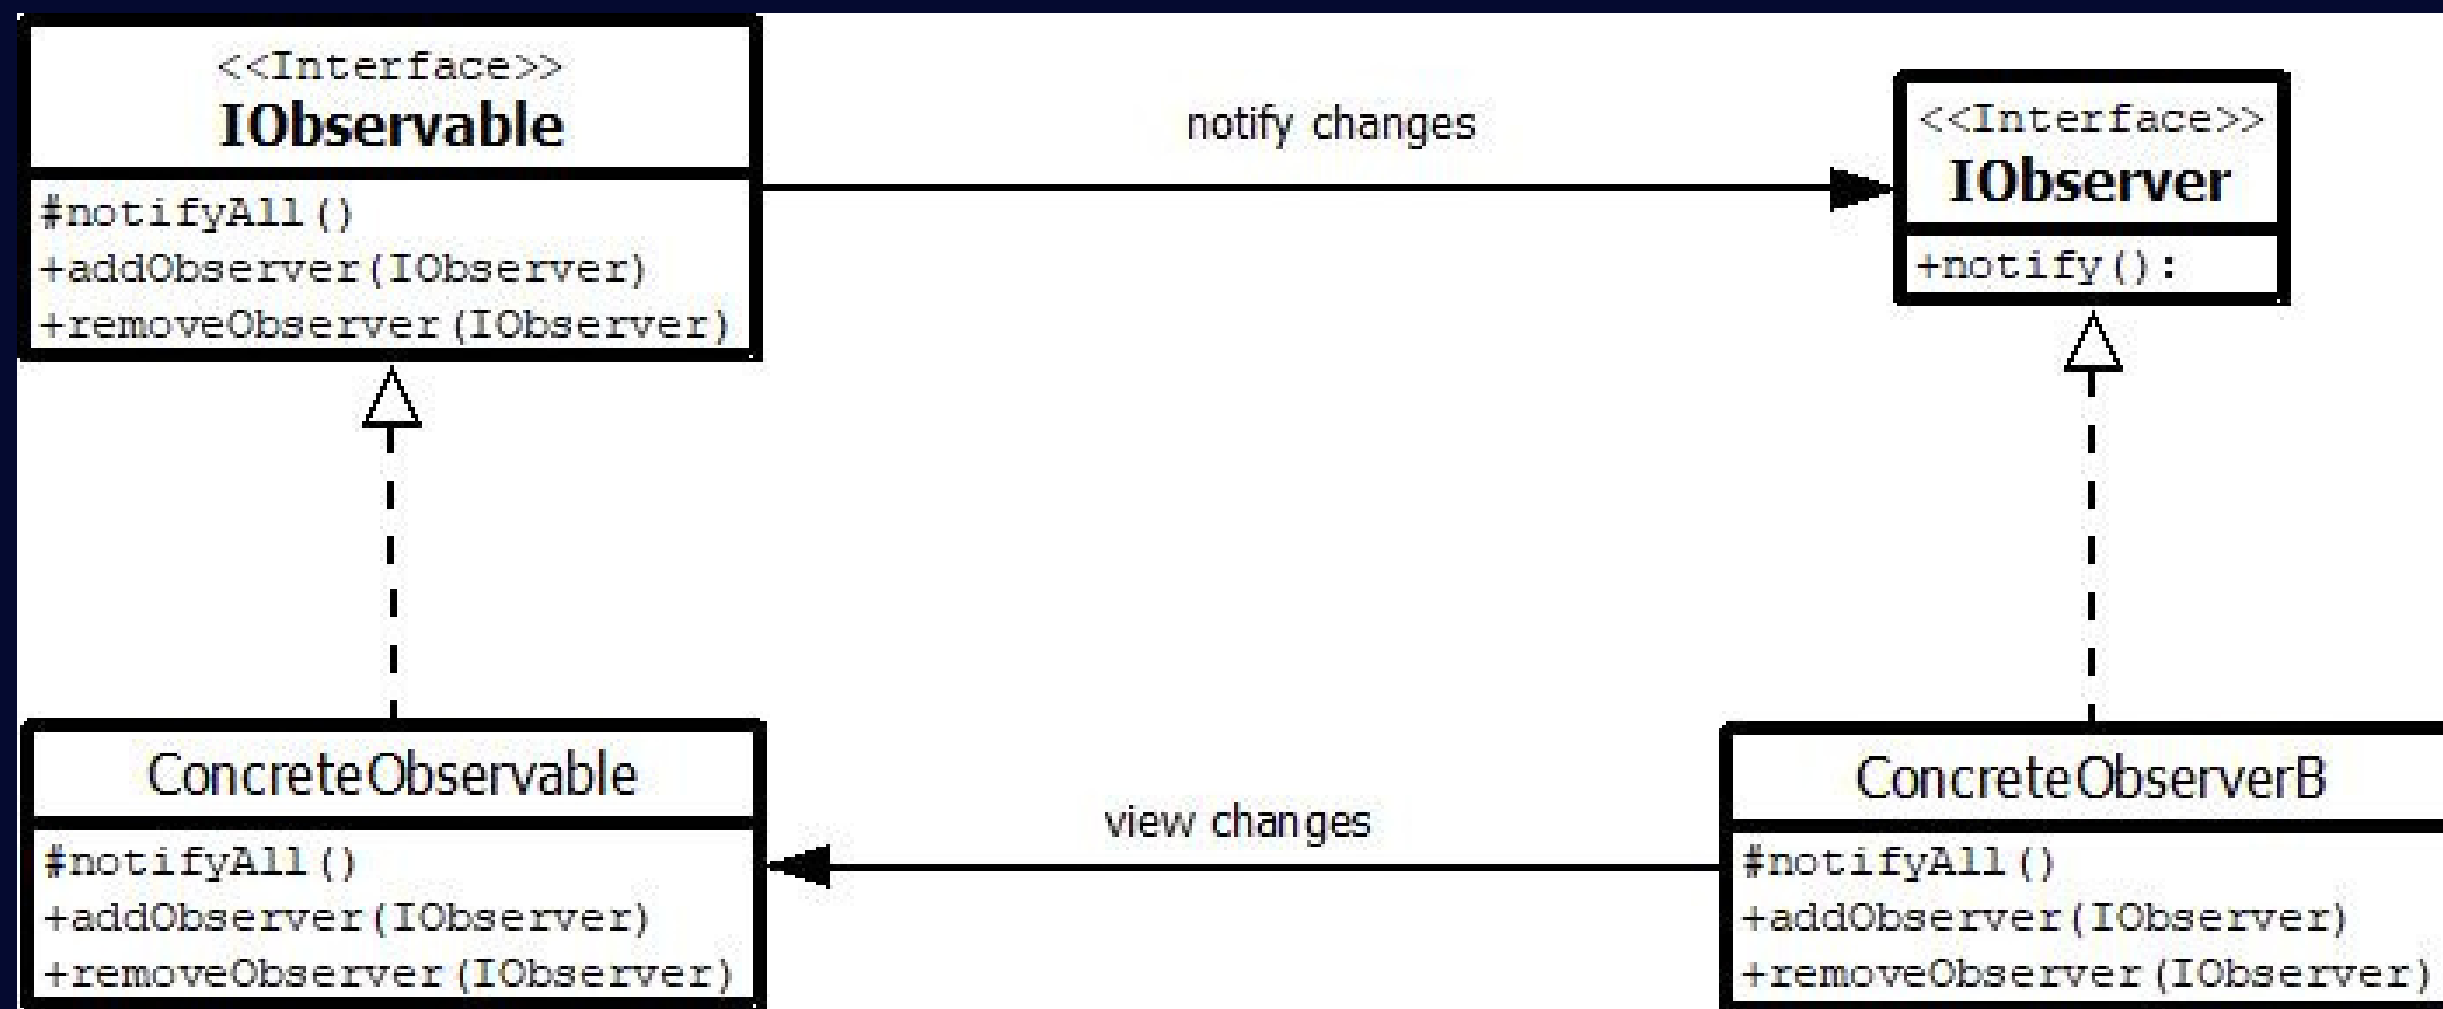 <<Interface>>
IObservable
#notifyAll()
+addObserver(IObserver)
+removeObserver(IObserver)
notify changes
<<Interface>>
IObserver
+notify():
ConcreteObservable
#notifyAll()
+addObserver(IObserver)
+removeObserver(IObserver)
view changes
ConcreteObserverB
#notifyAll()
+addObserver(IObserver)
+removeObserver(IObserver)